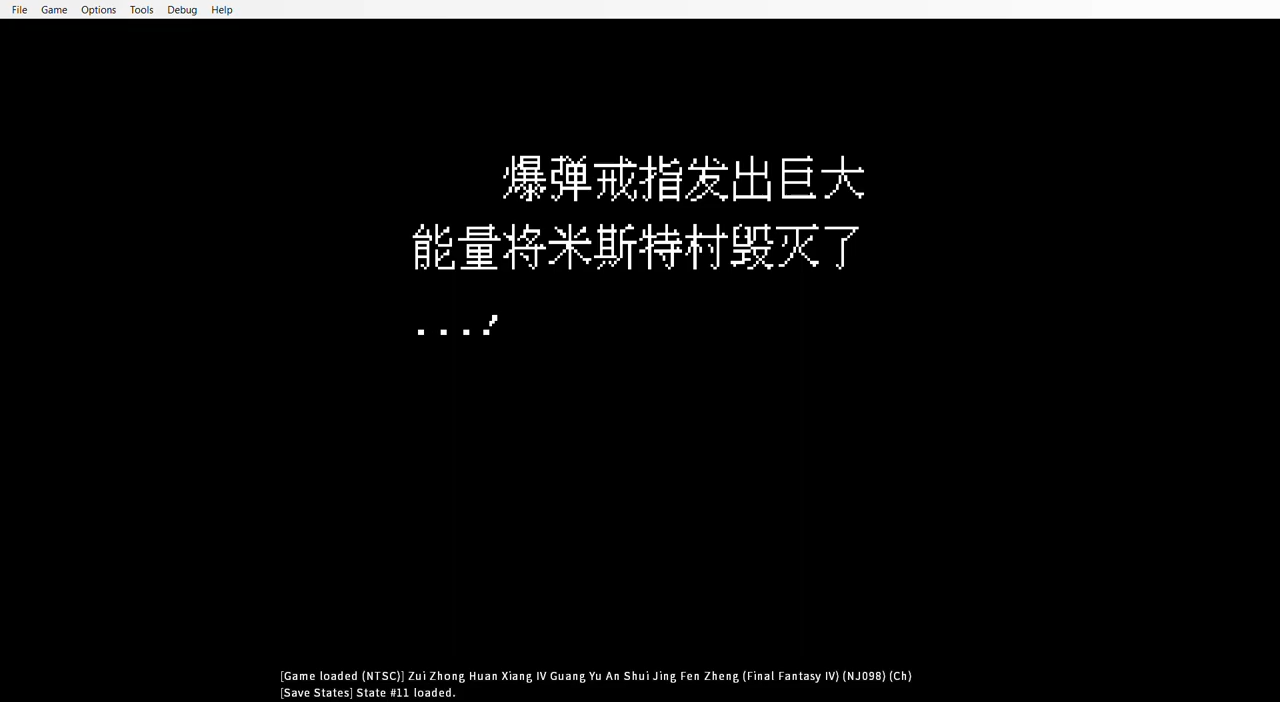 File Game Options Tools Debug Help
爆弹戒指发出巨大
能量将米斯特村毁灭了
....!
[Game loaded (NTSC)] Zui Zhong Huan Xiang IV Guang Yu An Shui Jing Fen Zheng (Final Fantasy IV) (NJ098) (Ch)
[Save States] State #11 loaded.